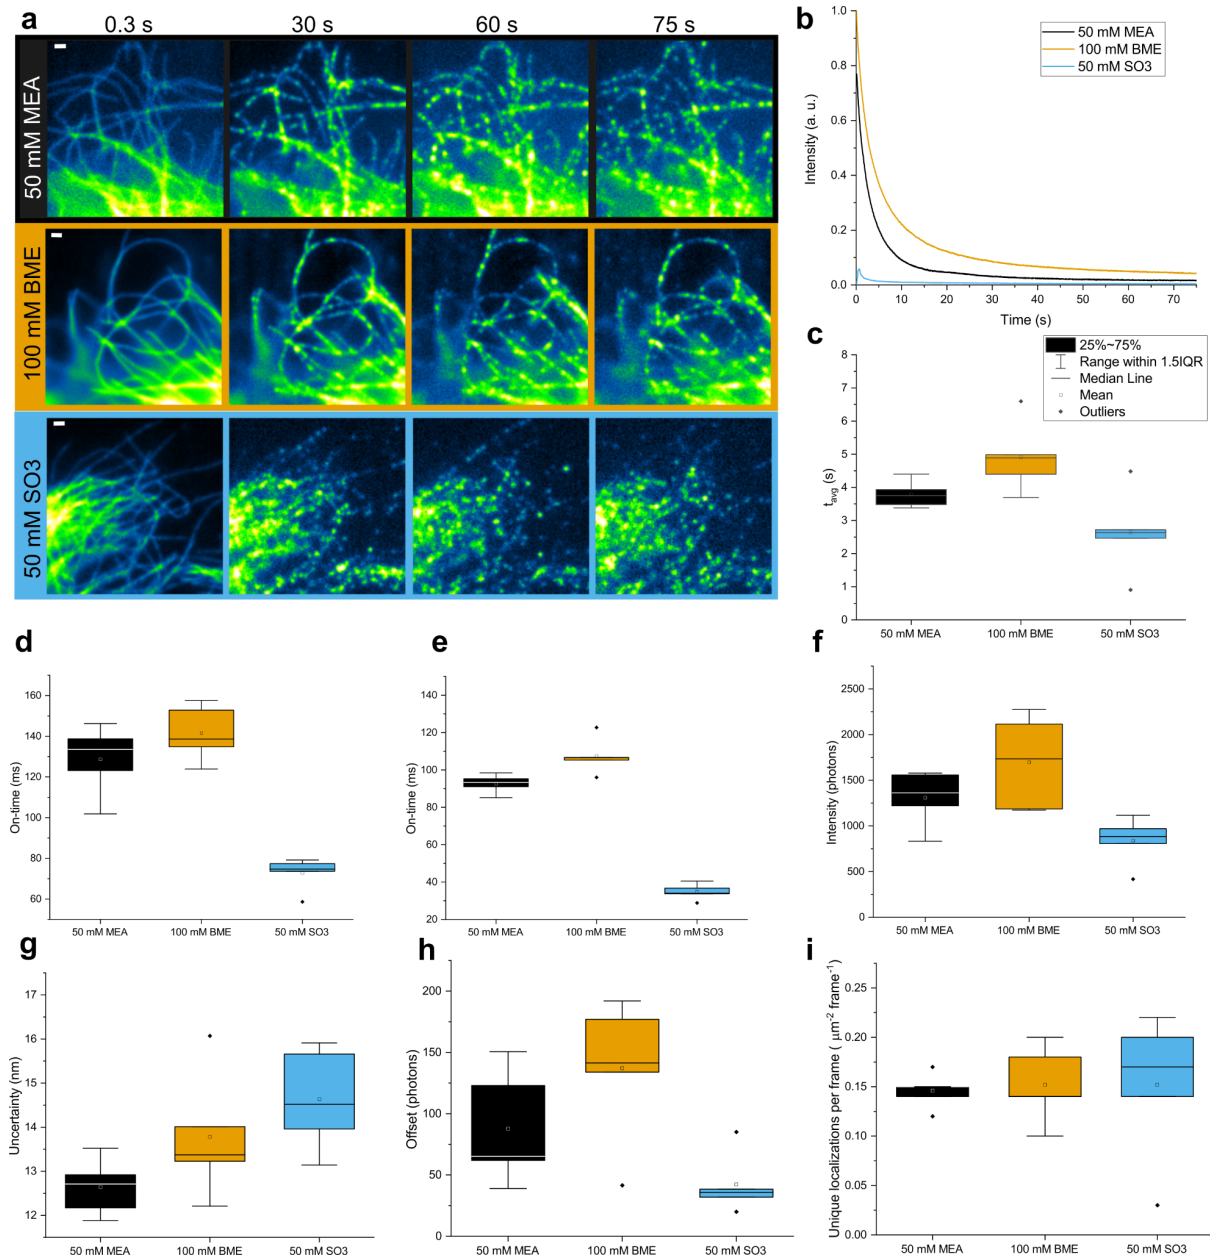 a
0.3 s
30 s
60 s
75 s
50 mM MEA
100 mM BME
50 mM SO3
b
50 mM MEA
100 mM BME
50 mM SO3
1.0
0.8
0.6
0.4
0.2
0.0
Intensity (a. u.)
0
10
20
30
40
50
60
70
Time (s)
c
25%~75%
Range within 1.5IQR
Median Line
Mean
Outliers
8
7
6
5
4
3
2
1
0
tavg (s)
50 mM MEA
100 mM BME
50 mM SO3
d
160
140
120
100
80
60
On-time (ms)
50 mM MEA
100 mM BME
50 mM SO3
e
140
120
100
80
60
40
20
On-time (ms)
50 mM MEA
100 mM BME
50 mM SO3
f
2500
2000
1500
1000
500
0
Intensity (photons)
50 mM MEA
100 mM BME
50 mM SO3
g
17
16
15
14
13
12
Uncertainty (nm)
50 mM MEA
100 mM BME
50 mM SO3
h
200
150
100
50
0
Offset (photons)
50 mM MEA
100 mM BME
50 mM SO3
i
0.25
0.20
0.15
0.10
0.05
0.00
Unique localizations per frame ( μm⁻² frame⁻¹)
50 mM MEA
100 mM BME
50 mM SO3